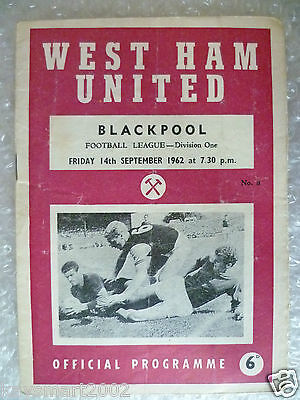 WEST HAM
UNITED
BLACKPOOL
FOOTBALL LEAGUE—Division One
FRIDAY 14th SEPTEMBER 1962 at 7.30 p.m.
No. 8
OFFICIAL PROGRAMME 6D